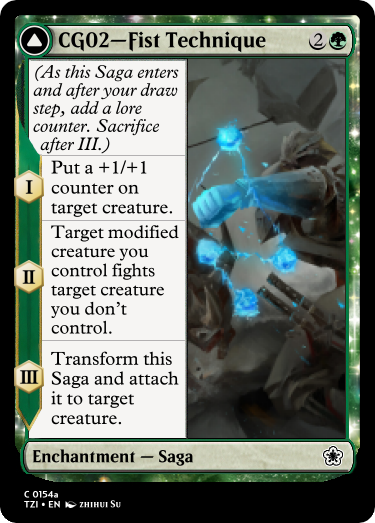 CG02—Fist Technique 2
(As this Saga enters
and after your draw
step, add a lore
counter. Sacrifice
after III.)
I
Put a +1/+1
counter on
target creature.
II
Target modified
creature you
control fights
target creature
you don't
control.
III
Transform this
Saga and attach
it to target
creature.
Enchantment — Saga
C 0154a
TZI • EN ZHIHUI SU